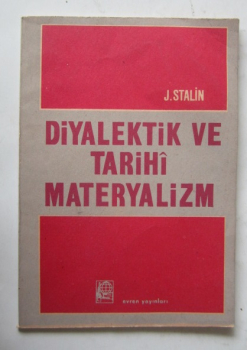 J. STALİN
DİYALEKTİK VE
TARİHÎ
MATERYALİZM
evren yayınları